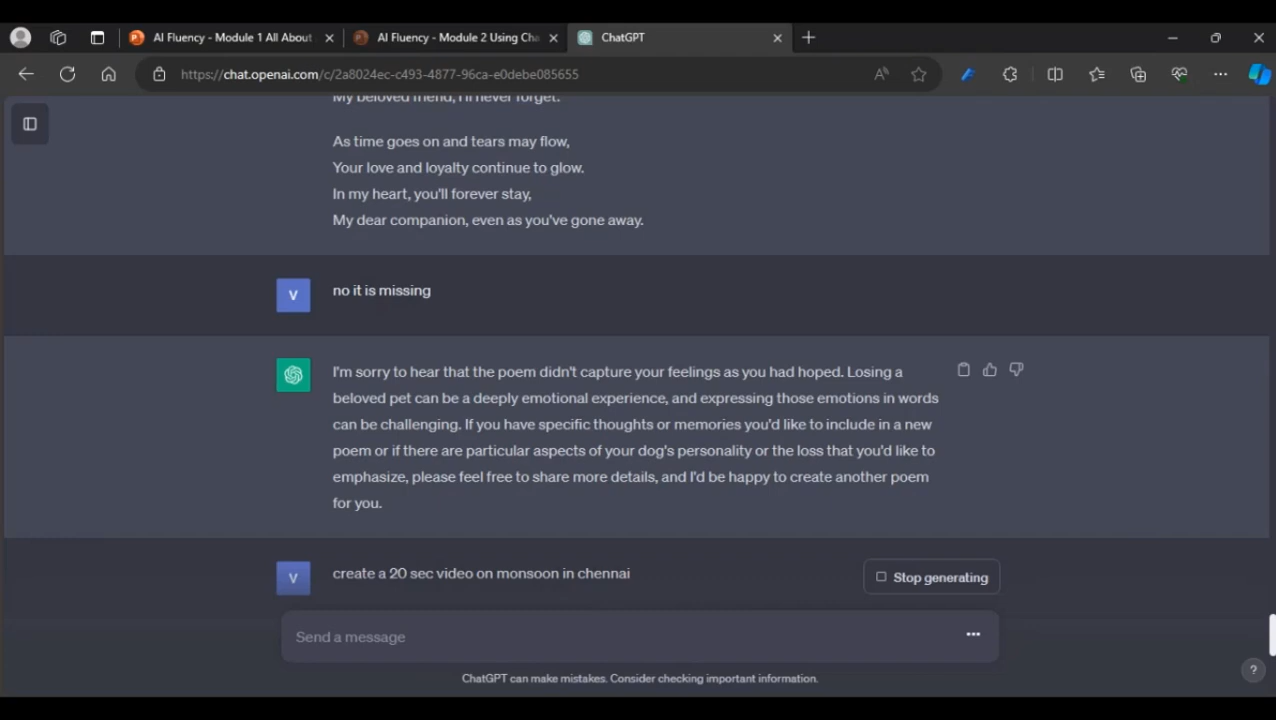 AI Fluency - Module 1 All About
AI Fluency - Module 2 Using Cha
ChatGPT
https://chat.openai.com/c/2a8024ec-c493-4877-96ca-e0debe085655
My beloved friend, I'll never forget.
As time goes on and tears may flow,
Your love and loyalty continue to glow.
In my heart, you'll forever stay,
My dear companion, even as you've gone away.
V
no it is missing
I'm sorry to hear that the poem didn't capture your feelings as you had hoped. Losing a
beloved pet can be a deeply emotional experience, and expressing those emotions in words
can be challenging. If you have specific thoughts or memories you'd like to include in a new
poem or if there are particular aspects of your dog's personality or the loss that you'd like to
emphasize, please feel free to share more details, and I'd be happy to create another poem
for you.
V
create a 20 sec video on monsoon in chennai
Stop generating
Send a message
ChatGPT can make mistakes. Consider checking important information.
?